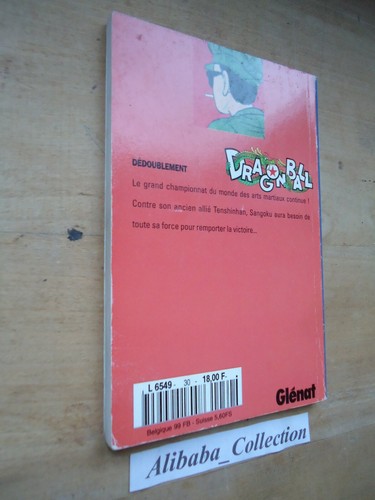 DÉDOUBLEMENT
DRAGON BALL
Le grand championnat du monde des arts martiaux continue !
Contre son ancien allié Tenshinhan, Sangoku aura besoin de
toute sa force pour remporter la victoire...
L 6549 - 30 - 18,00 F-
Belgique 99 FB - Suisse 5,60FS
Glénat
Alibaba_Collection